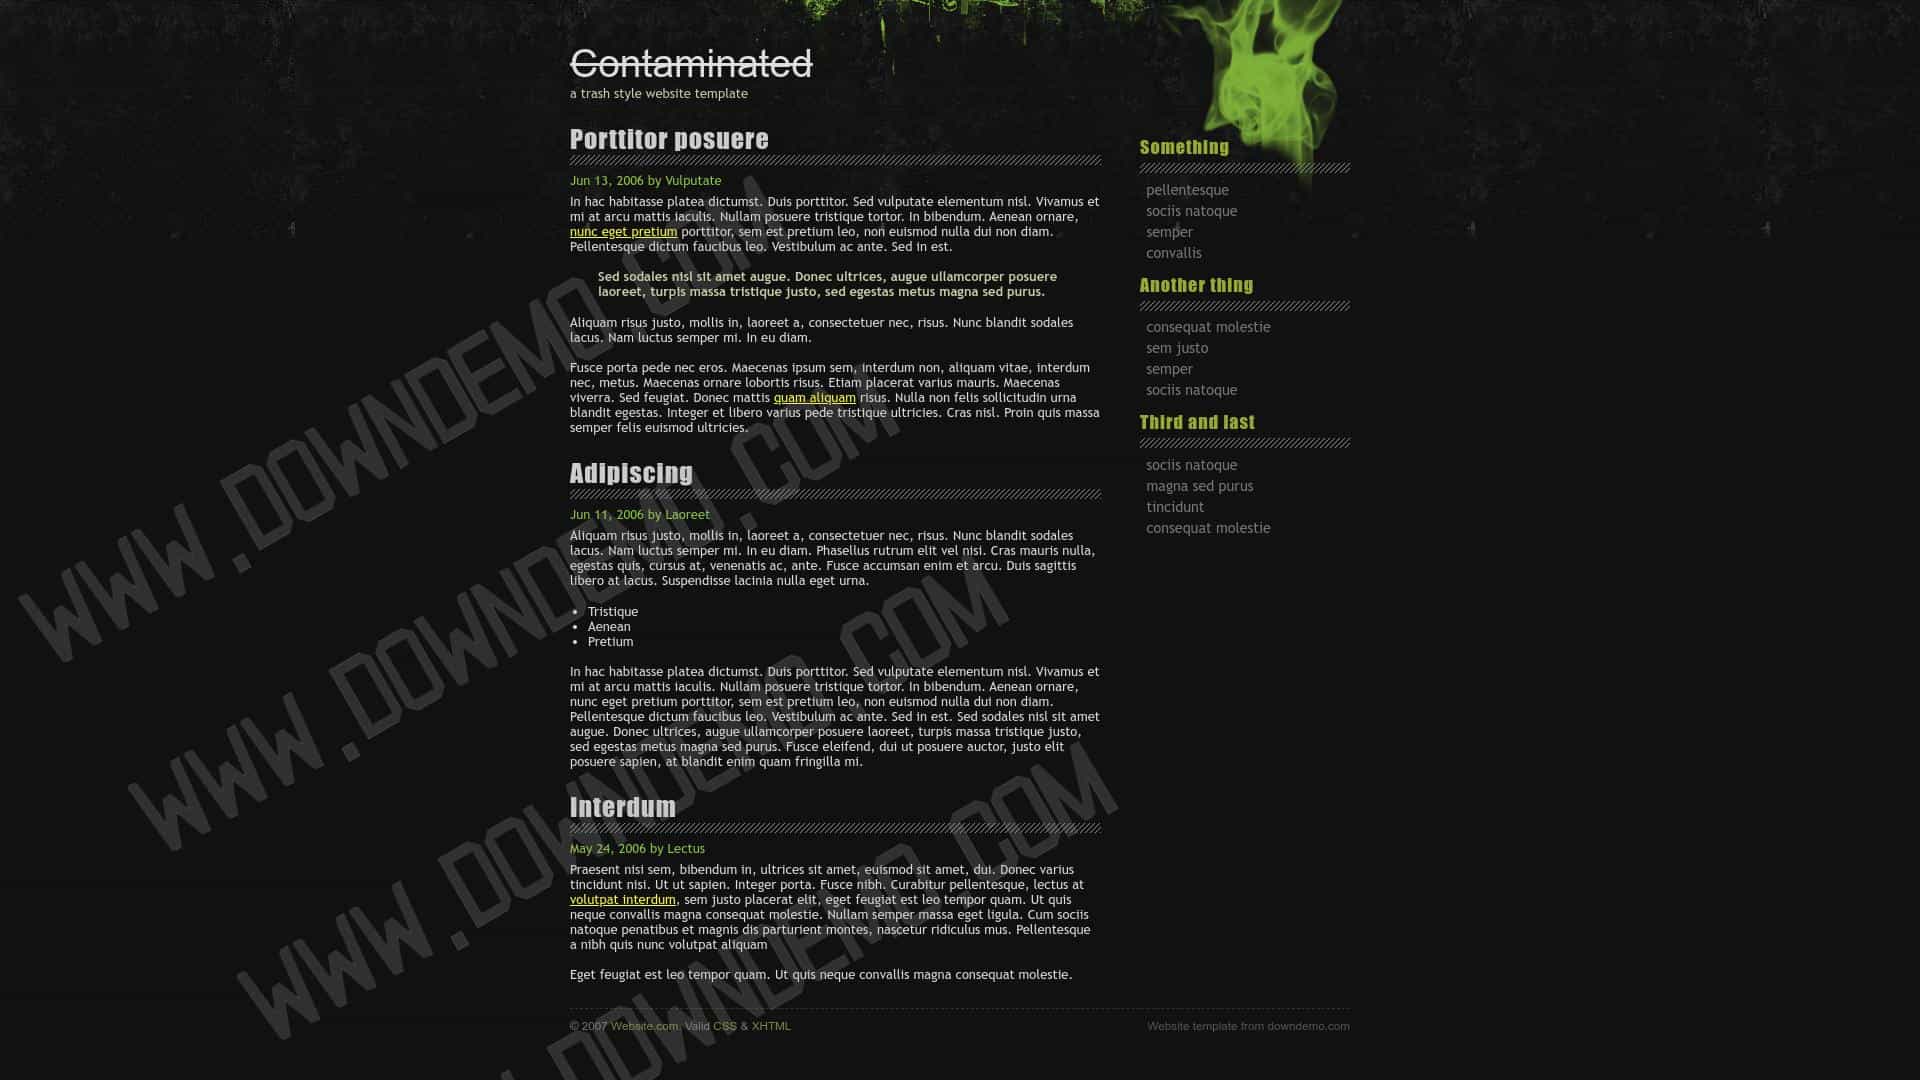 Contaminated
a trash style website template
Porttitor posuere
Jun 13, 2006 by Vulputate
In hac habitasse platea dictumst. Duis porttitor. Sed vulputate elementum nisl. Vivamus et
mi at arcu mattis iaculis. Nullam posuere tristique tortor. In bibendum. Aenean ornare,
nunc eget pretium porttitor, sem est pretium leo, non euismod nulla dui non diam.
Pellentesque dictum faucibus leo. Vestibulum ac ante. Sed in est.
Sed sodales nisl sit amet augue. Donec ultrices, augue ullamcorper posuere
laoreet, turpis massa tristique justo, sed egestas metus magna sed purus.
Aliquam risus justo, mollis in, laoreet a, consectetuer nec, risus. Nunc blandit sodales
lacus. Nam luctus semper mi. In eu diam.
Fusce porta pede nec eros. Maecenas ipsum sem, interdum non, aliquam vitae, interdum
nec, metus. Maecenas ornare lobortis risus. Etiam placerat varius mauris. Maecenas
viverra. Sed feugiat. Donec mattis quam aliquam risus. Nulla non felis sollicitudin urna
blandit egestas. Integer et libero varius pede tristique ultricies. Cras nisl. Proin quis massa
semper felis euismod ultricies.
Adipiscing
Jun 11, 2006 by Laoreet
Aliquam risus justo, mollis in, laoreet a, consectetuer nec, risus. Nunc blandit sodales
lacus. Nam luctus semper mi. In eu diam. Phasellus rutrum elit vel nisi. Cras mauris nulla,
egestas quis, cursus at, venenatis ac, ante. Fusce accumsan enim et arcu. Duis sagittis
libero at lacus. Suspendisse lacinia nulla eget urna.
• Tristique
• Aenean
• Pretium
In hac habitasse platea dictumst. Duis porttitor. Sed vulputate elementum nisl. Vivamus et
mi at arcu mattis iaculis. Nullam posuere tristique tortor. In bibendum. Aenean ornare,
nunc eget pretium porttitor, sem est pretium leo, non euismod nulla dui non diam.
Pellentesque dictum faucibus leo. Vestibulum ac ante. Sed in est. Sed sodales nisl sit amet
augue. Donec ultrices, augue ullamcorper posuere laoreet, turpis massa tristique justo,
sed egestas metus magna sed purus. Fusce eleifend, dui ut posuere auctor, justo elit
posuere sapien, at blandit enim quam fringilla mi.
Interdum
May 24, 2006 by Lectus
Praesent nisi sem, bibendum in, ultrices sit amet, euismod sit amet, dui. Donec varius
tincidunt nisi. Ut ut sapien. Integer porta. Fusce nibh. Curabitur pellentesque, lectus at
volutpat interdum, sem justo placerat elit, eget feugiat est leo tempor quam. Ut quis
neque convallis magna consequat molestie. Nullam semper massa eget ligula. Cum sociis
natoque penatibus et magnis dis parturient montes, nascetur ridiculus mus. Pellentesque
a nibh quis nunc volutpat aliquam
Eget feugiat est leo tempor quam. Ut quis neque convallis magna consequat molestie.
Something
pellentesque
sociis natoque
semper
convallis
Another thing
consequat molestie
sem justo
semper
sociis natoque
Third and last
sociis natoque
magna sed purus
tincidunt
consequat molestie
© 2007 Website.com. Valid CSS & XHTML
Website template from downdemo.com
WWW.DOWNDEMO.COM
WWW.DOWNDEMO.COM
WWW.DOWNDEMO.COM
.DOWNDEMO.COM